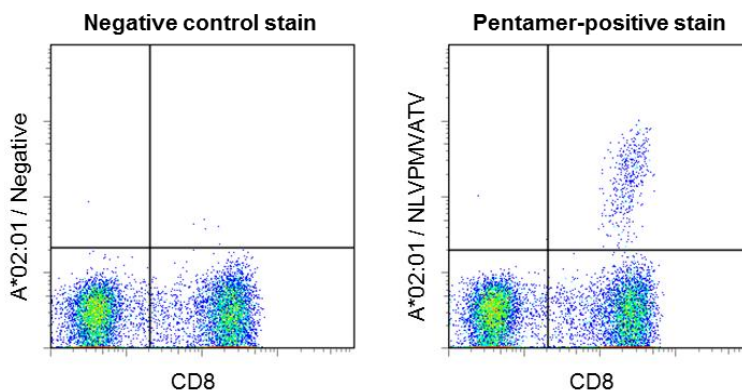 Negative control stain
A*02:01 / Negative
CD8
Pentamer-positive stain
A*02:01 / NLVPMVATV
CD8